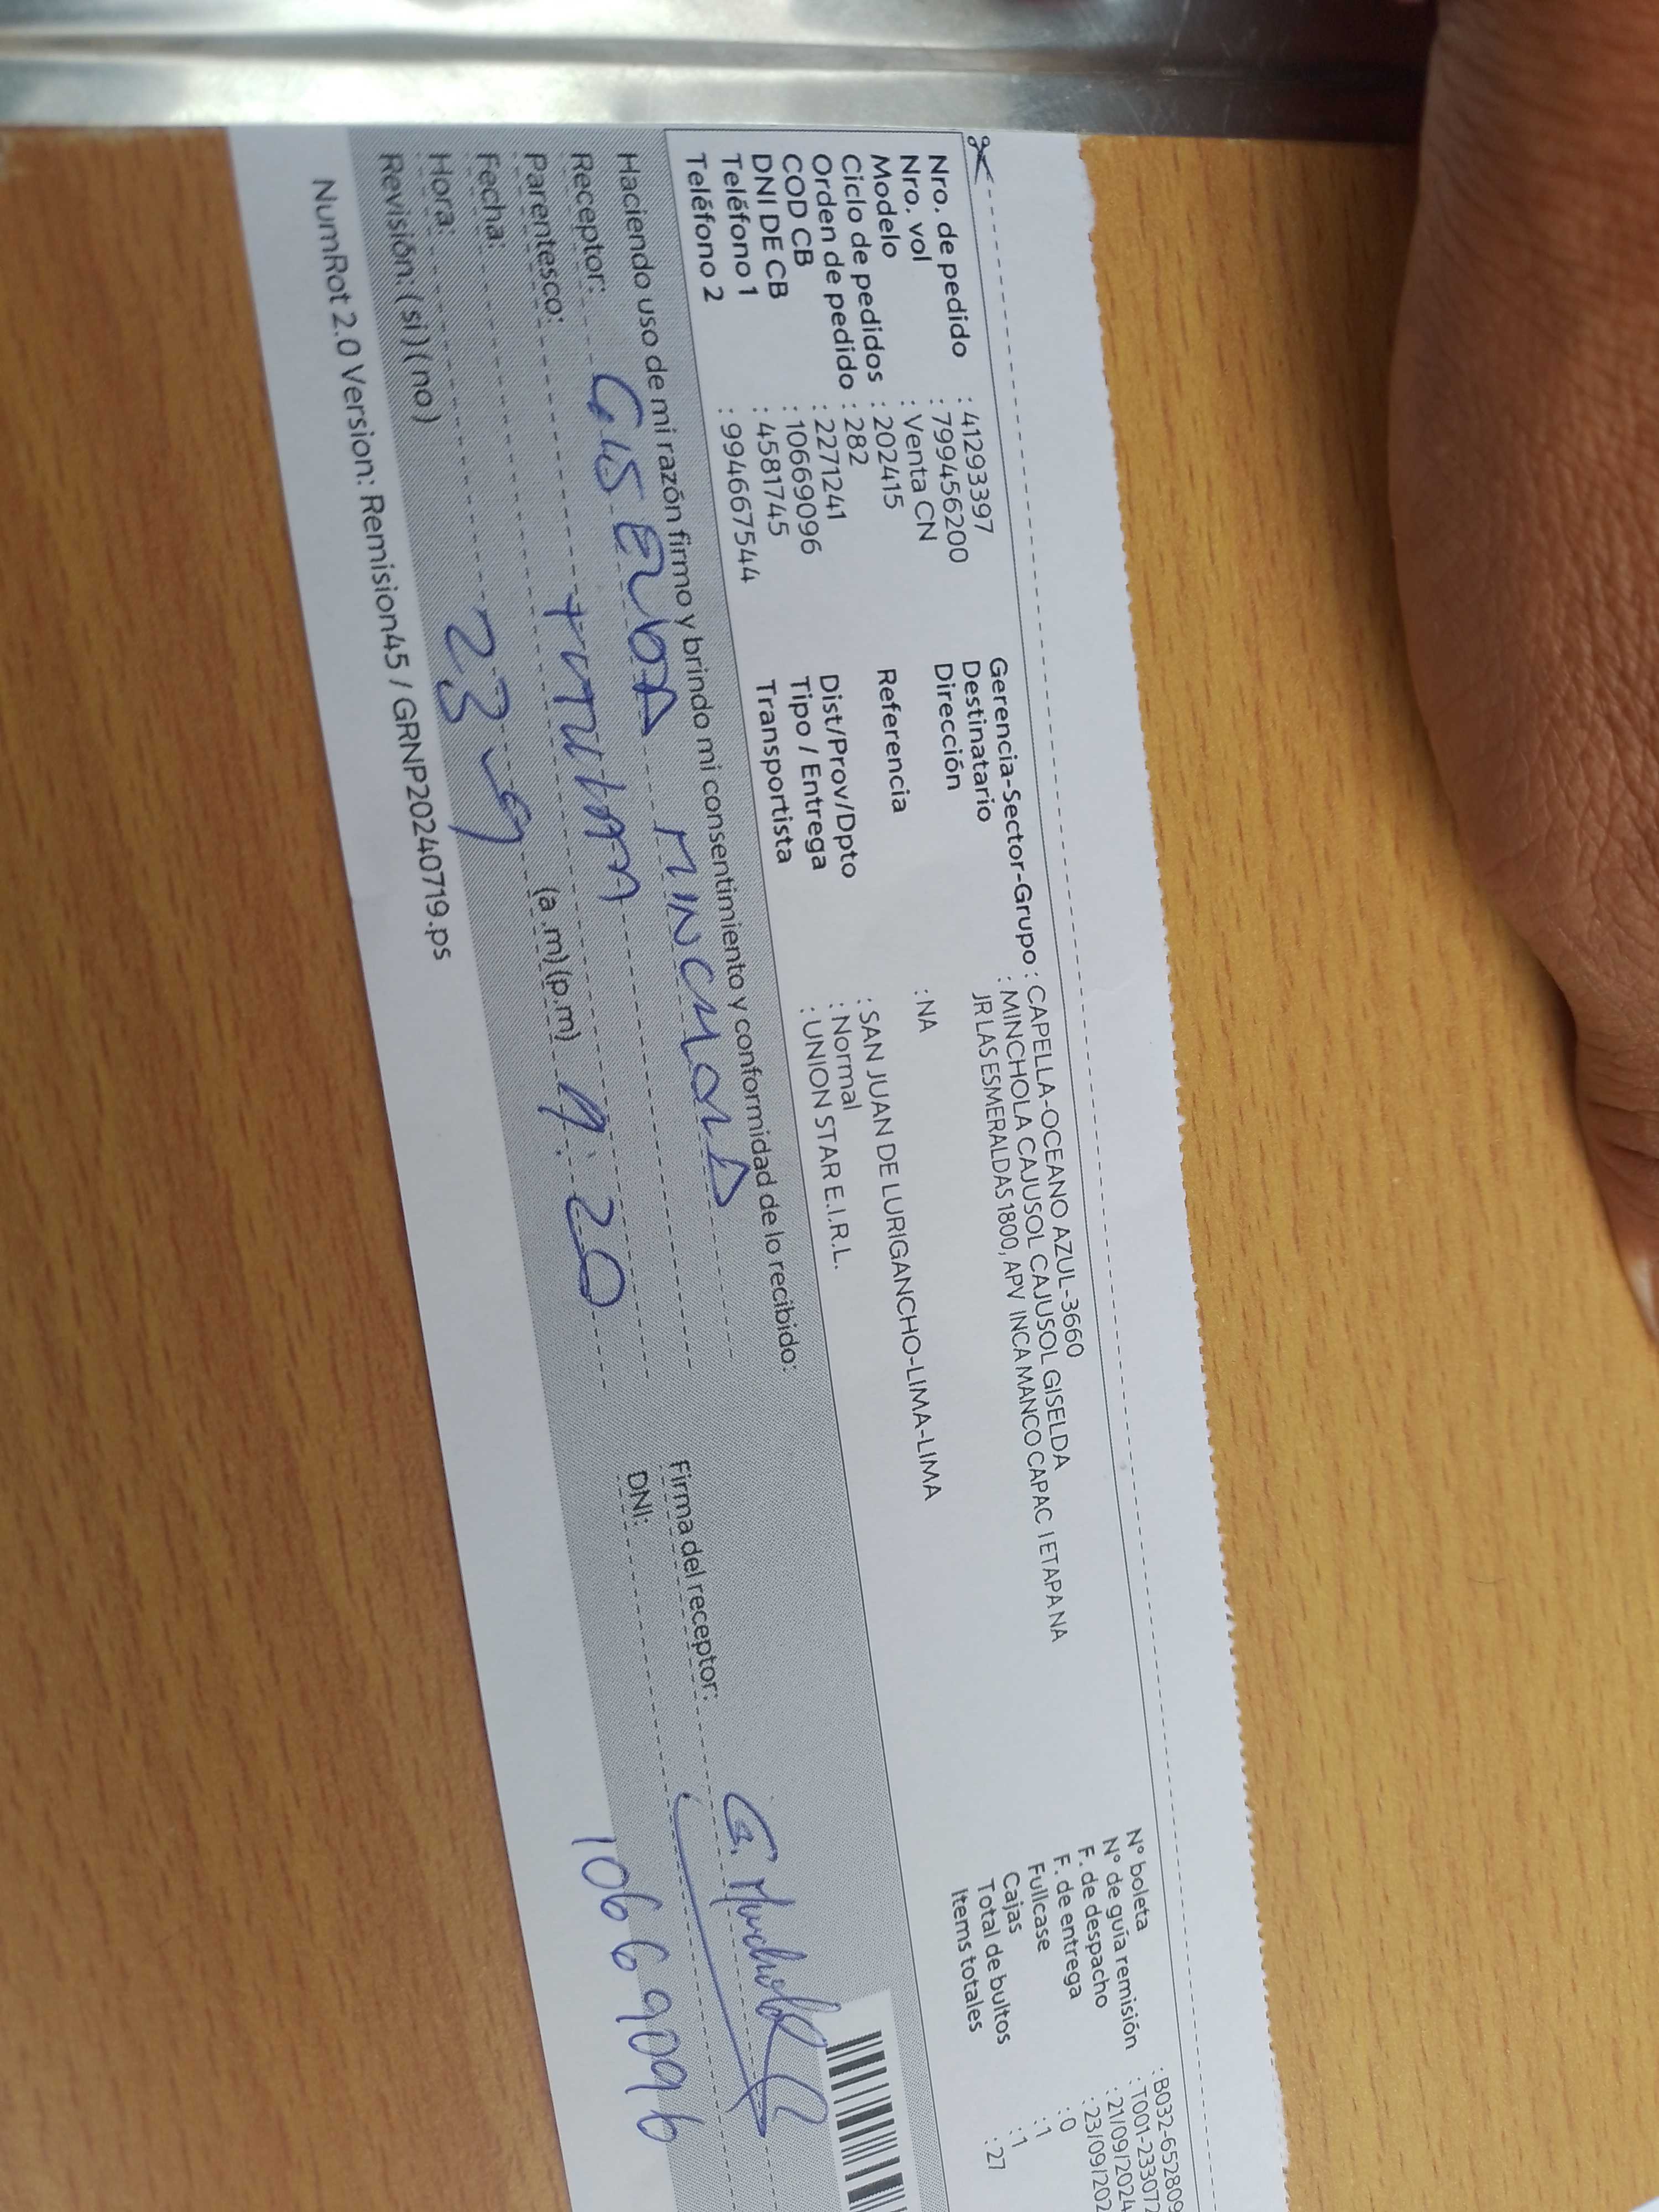 Nro. de pedido : 41293397
Nro. vol : 799456200
Modelo : Venta CN
Ciclo de pedidos : 202415
Orden de pedido : 282
COD CB : 2271241
DNI DE CB : 10669096
Teléfono 1 : 4581745
Teléfono 2 : 994667544
Gerencia-Sector-Grupo : CAPELLA-OCEANO AZUL-3660
Destinatario : MINCHOLA CAJUSOL CAJUSOL GISELDA
Dirección JR LAS ESMERALDAS 1800, APV INCA MANCO CAPAC I ETAPA NA
Referencia : NA
Dist/Prov/Dpto : SAN JUAN DE LURIGANCHO-LIMA-LIMA
Tipo / Entrega : Normal
Transportista : UNION STAR E.I.R.L.
N° boleta : B032-652809
N° de guía remisión : T001-233072
F. de despacho : 21/09/2024
F. de entrega : 23/09/202
Fullcase : 0
Cajas : 1
Total de bultos : 1
Items totales : 27
Haciendo uso de mi razón firmo y brindo mi consentimiento y conformidad de lo recibido:
Receptor: GISELDA MINCHOLA
Parentesco: titular
Fecha: 23-9
Hora: (a.m)(p.m) 9:20
Revisión: (si)(no)
Firma del receptor: G. Minchola
DNI: 10669096
NumRot 2.0 Version: Remision45 / GRNP20240719.ps